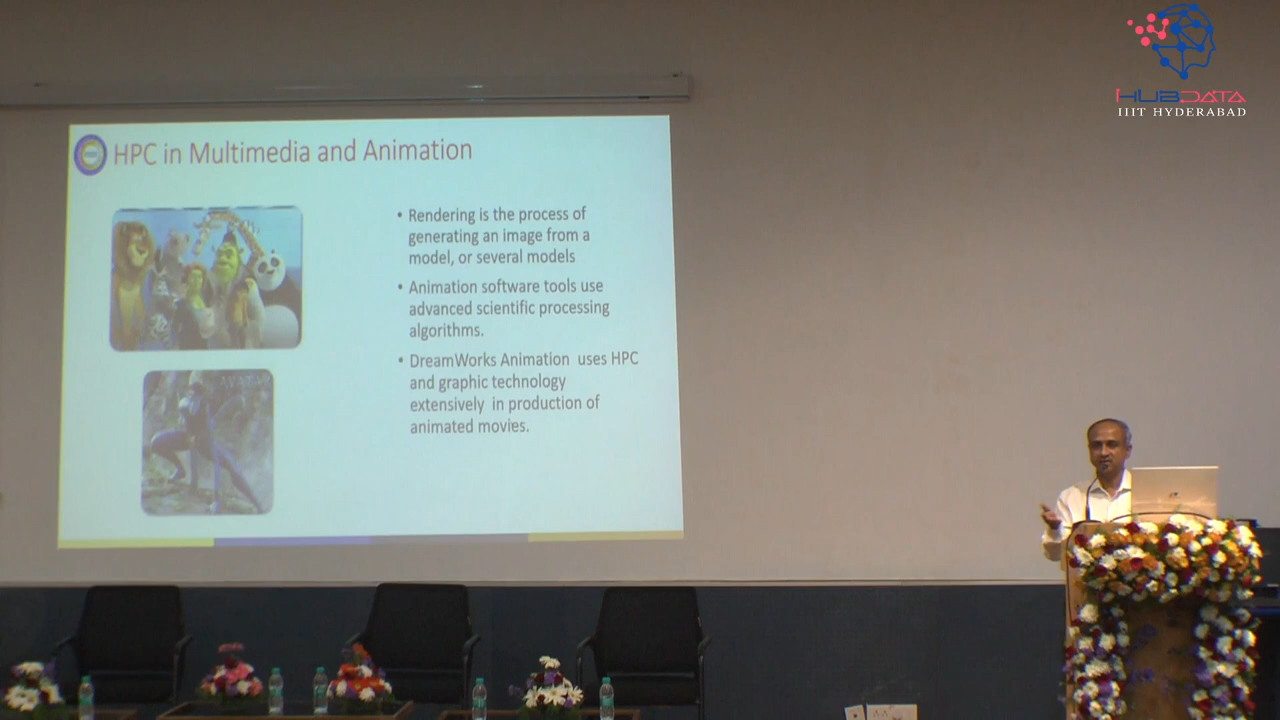 iHUBDATA
IIIT HYDERABAD
HPC in Multimedia and Animation
• Rendering is the process of
generating an image from a
model, or several models
• Animation software tools use
advanced scientific processing
algorithms.
• DreamWorks Animation uses HPC
and graphic technology
extensively in production of
animated movies.
AVATAR